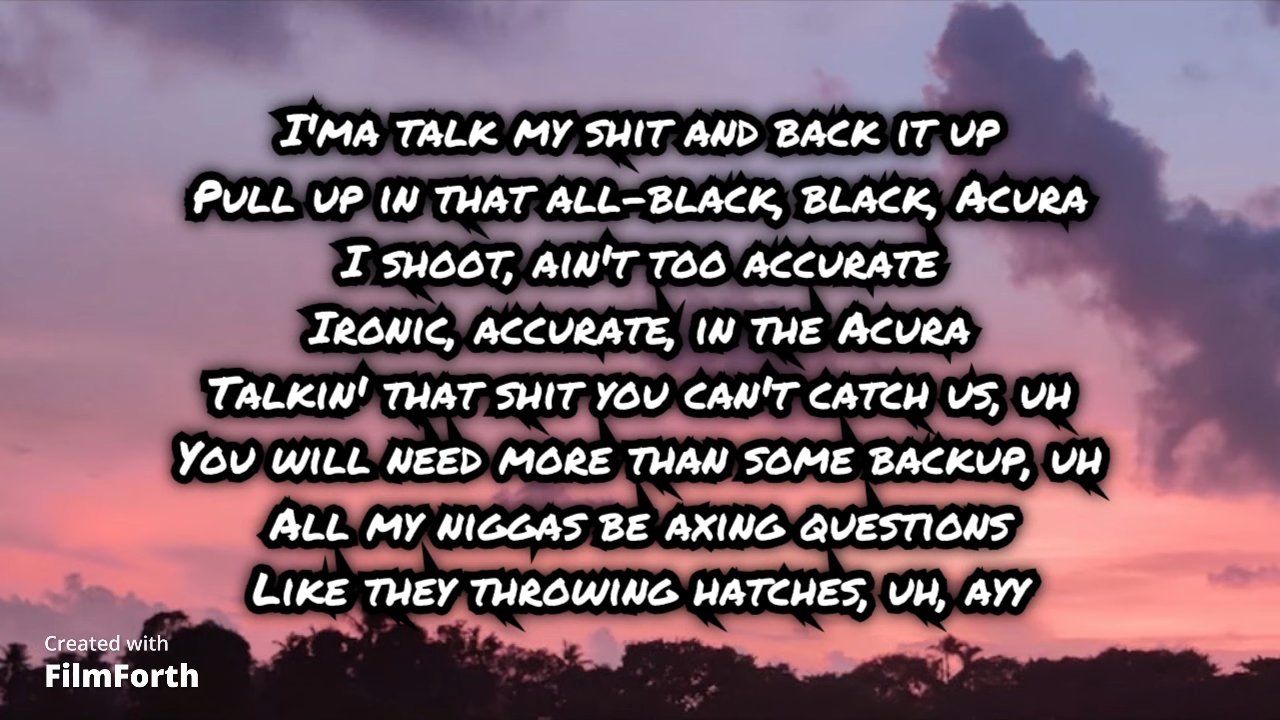 I'ma talk my shit and back it up
Pull up in that all-black, black, Acura
I shoot, ain't too accurate
Ironic, accurate, in the Acura
Talkin' that shit you can't catch us, uh
You will need more than some backup, uh
All my niggas be axing questions
Like they throwing hatches, uh, ayy
Created with
FilmForth